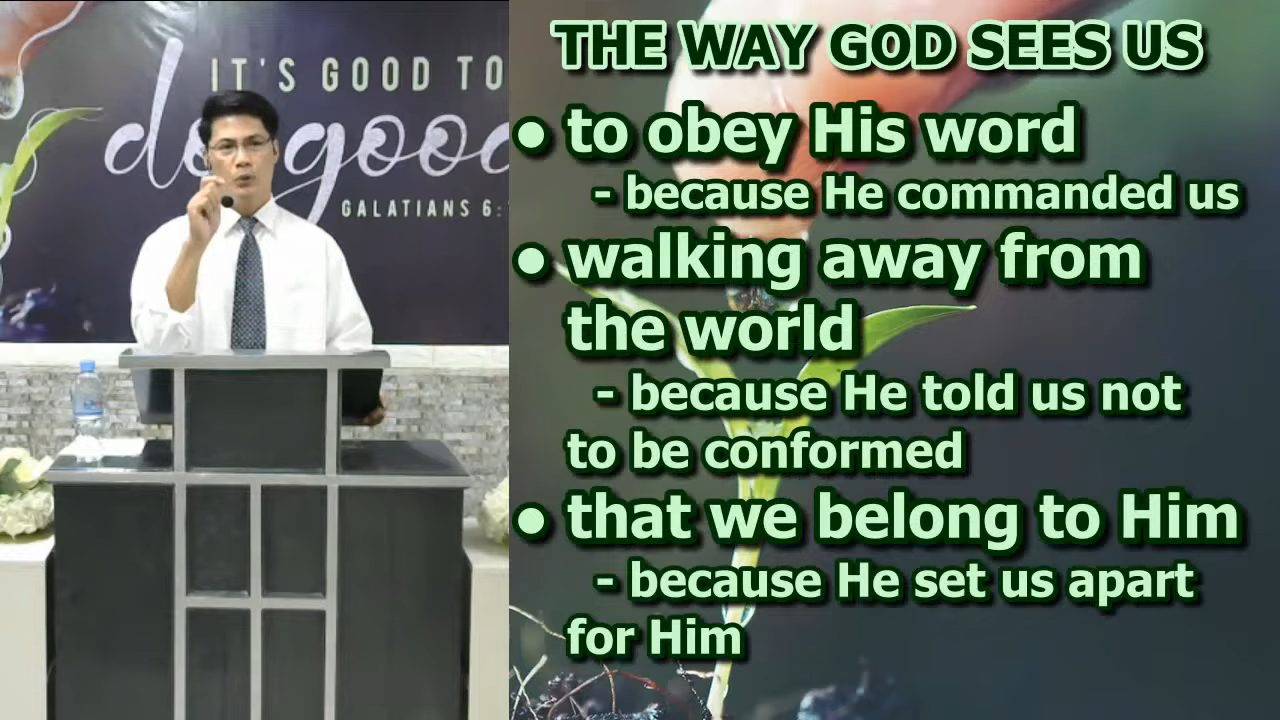 IT'S GOOD TO
do good
GALATIANS 6:
THE WAY GOD SEES US
• to obey His word
- because He commanded us
• walking away from
the world
- because He told us not
to be conformed
• that we belong to Him
- because He set us apart
for Him